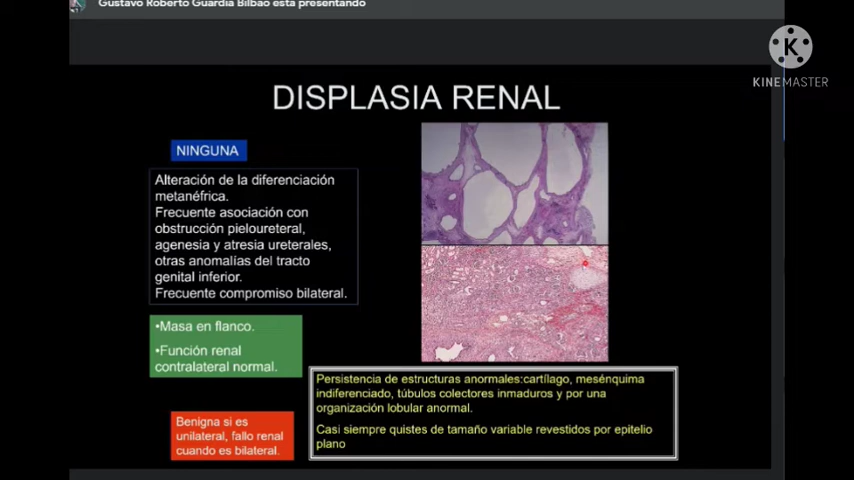 Gustavo Roberto Guardia Bilbao está presentando
K
KINEMASTER
DISPLASIA RENAL
NINGUNA
Alteración de la diferenciación
metanéfrica.
Frecuente asociación con
obstrucción pieloureteral,
agenesia y atresia ureterales,
otras anomalías del tracto
genital inferior.
Frecuente compromiso bilateral.
•Masa en flanco.
•Función renal
contralateral normal.
Persistencia de estructuras anormales:cartílago, mesénquima
indiferenciado, túbulos colectores inmaduros y por una
organización lobular anormal.
Casi siempre quistes de tamaño variable revestidos por epitelio
plano
Benigna si es
unilateral, fallo renal
cuando es bilateral.